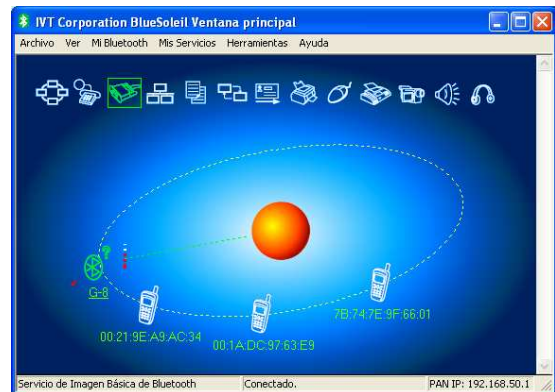 IVT Corporation BlueSoleil Ventana principal
Archivo Ver Mi Bluetooth Mis Servicios Herramientas Ayuda
?
G-8
00:21:9E:A9:AC:34
00:1A:DC:97:63:E9
7B:74:7E:9F:66:01
Servicio de Imagen Básica de Bluetooth Conectado. PAN IP: 192.168.50.1